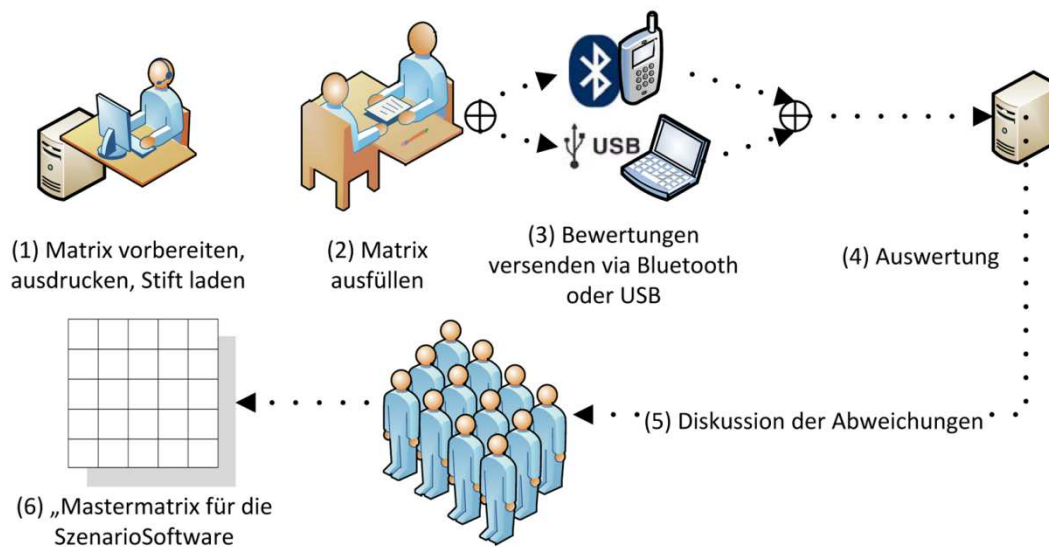 USB
(1) Matrix vorbereiten,
ausdrucken, Stift laden
(2) Matrix
ausfüllen
(3) Bewertungen
versenden via Bluetooth
oder USB
(4) Auswertung
(5) Diskussion der Abweichungen
(6) „Mastermatrix für die
SzenarioSoftware